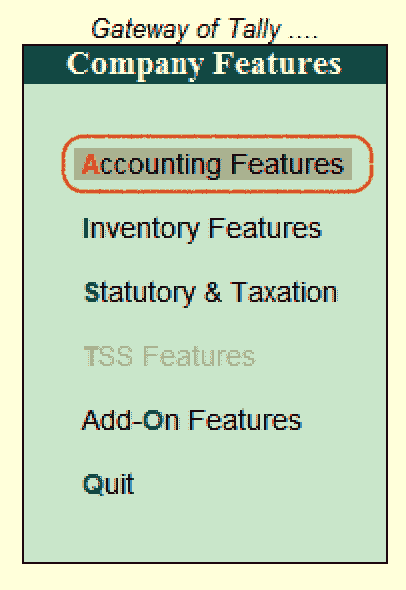 Gateway of Tally ....
Company Features
Accounting Features
Inventory Features
Statutory & Taxation
TSS Features
Add-On Features
Quit